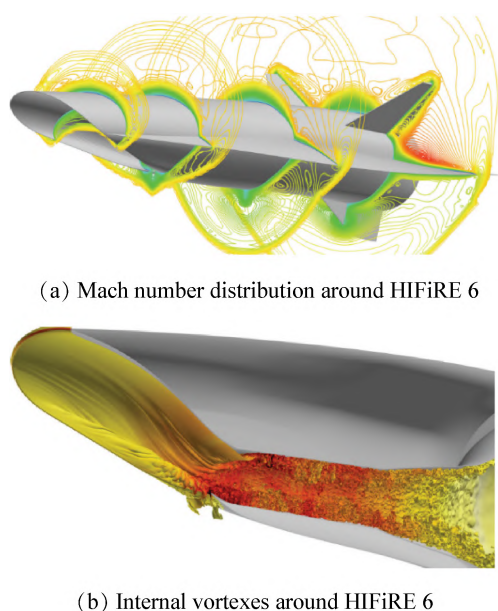 (a) Mach number distribution around HIFiRE 6
(b) Internal vortexes around HIFiRE 6